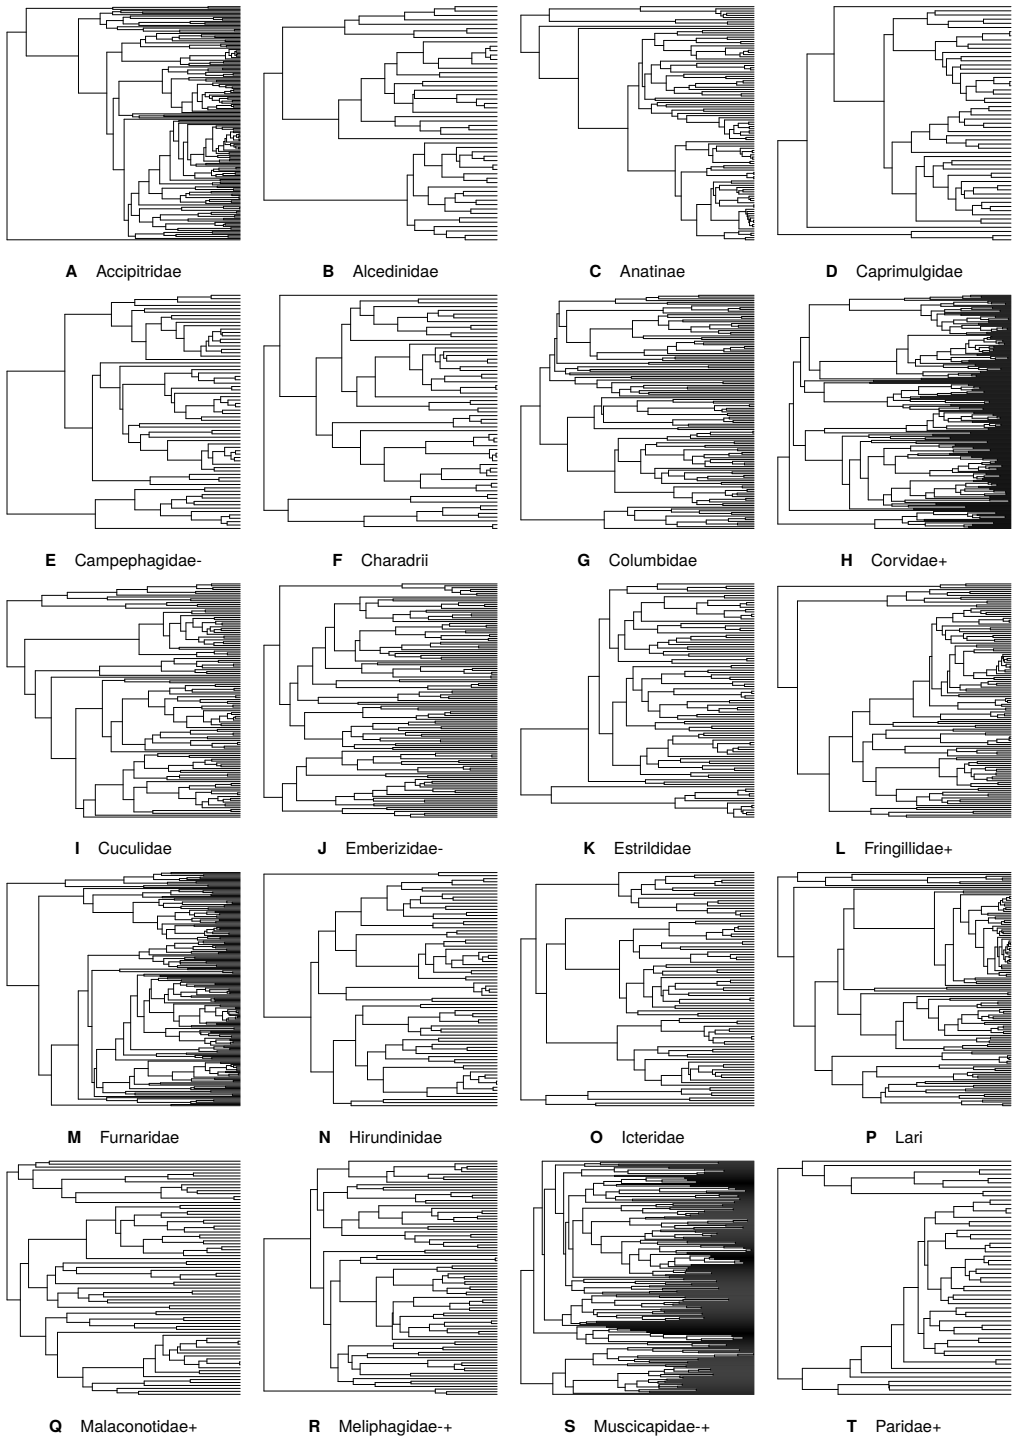 A Accipitridae
B Alcedinidae
C Anatinae
D Caprimulgidae
E Campephagidae-
F Charadrii
G Columbidae
H Corvidae+
I Cuculidae
J Emberizidae-
K Estrildidae
L Fringillidae+
M Furnaridae
N Hirundinidae
O Icteridae
P Lari
Q Malaconotidae+
R Meliphagidae-+
S Muscicapidae-+
T Paridae+